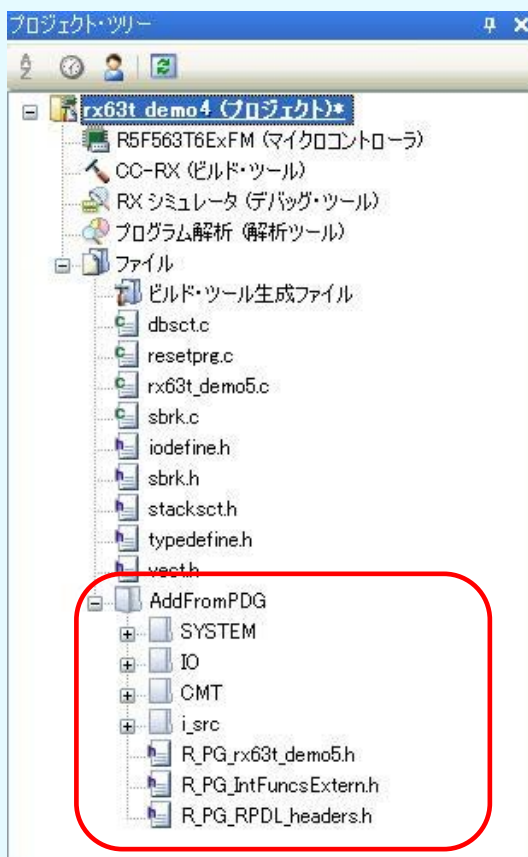 プロジェクト・ツリー
rx63t_demo4 (プロジェクト)*
R5F563T6ExFM (マイクロコントローラ)
CC-RX (ビルド・ツール)
RX シミュレータ (デバッグ・ツール)
プログラム解析 (解析ツール)
ファイル
ビルド・ツール生成ファイル
dbsct.c
resetprg.c
rx63t_demo5.c
sbrk.c
iodefine.h
sbrk.h
stacksct.h
typedefine.h
vect.h
AddFromPDG
SYSTEM
IO
CMT
i_src
R_PG_rx63t_demo5.h
R_PG_IntFuncsExtern.h
R_PG_RPDL_headers.h